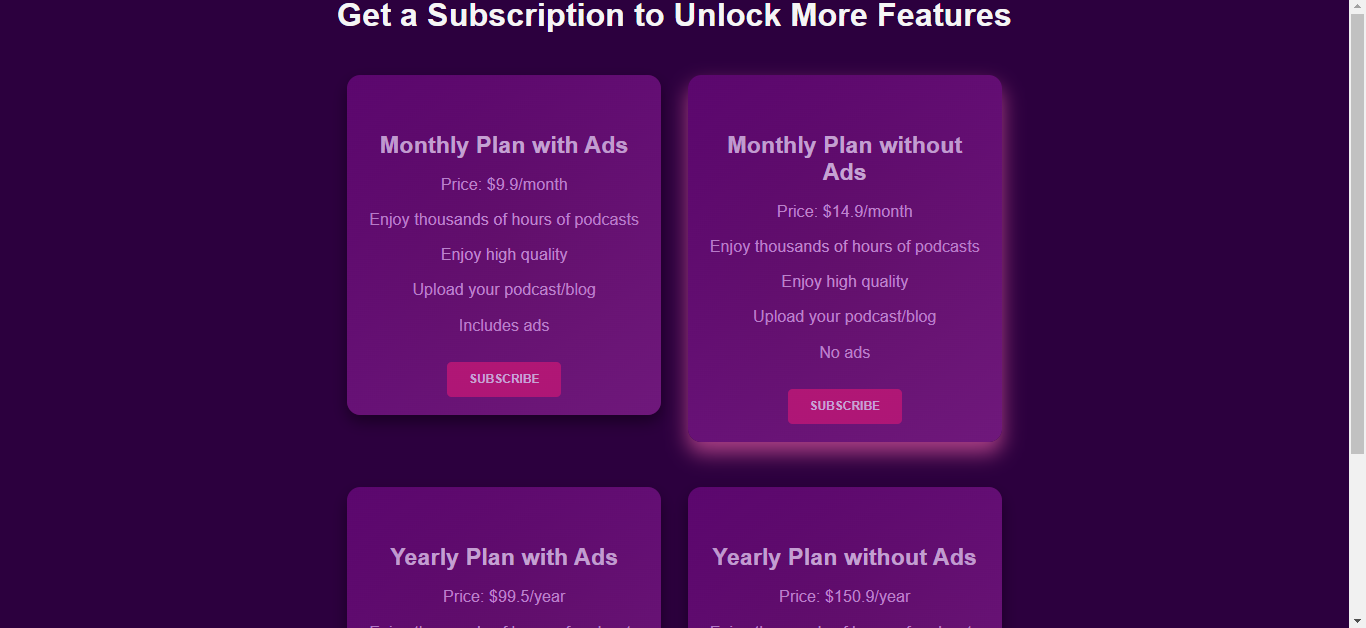 Get a Subscription to Unlock More Features
Monthly Plan with Ads
Price: $9.9/month
Enjoy thousands of hours of podcasts
Enjoy high quality
Upload your podcast/blog
Includes ads
SUBSCRIBE
Monthly Plan without
Ads
Price: $14.9/month
Enjoy thousands of hours of podcasts
Enjoy high quality
Upload your podcast/blog
No ads
SUBSCRIBE
Yearly Plan with Ads
Price: $99.5/year
Yearly Plan without Ads
Price: $150.9/year